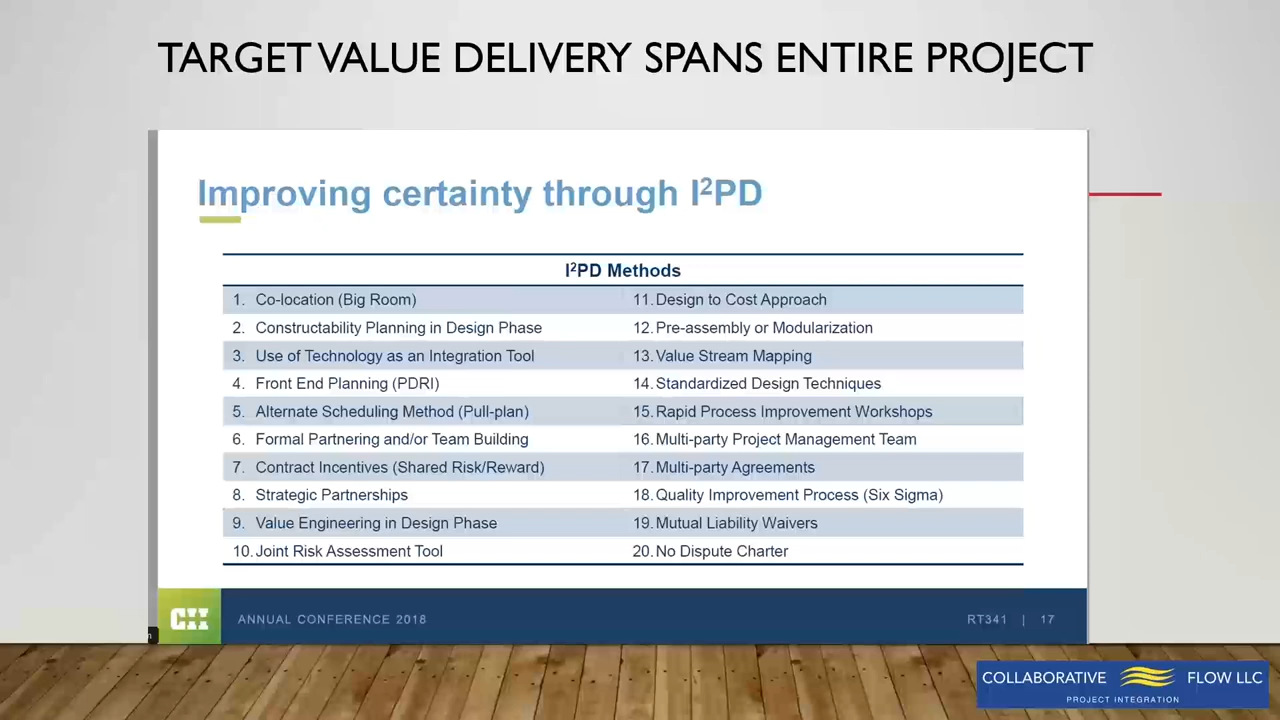 TARGET VALUE DELIVERY SPANS ENTIRE PROJECT
Improving certainty through I²PD
I²PD Methods
1. Co-location (Big Room)
2. Constructability Planning in Design Phase
3. Use of Technology as an Integration Tool
4. Front End Planning (PDRI)
5. Alternate Scheduling Method (Pull-plan)
6. Formal Partnering and/or Team Building
7. Contract Incentives (Shared Risk/Reward)
8. Strategic Partnerships
9. Value Engineering in Design Phase
10. Joint Risk Assessment Tool
11. Design to Cost Approach
12. Pre-assembly or Modularization
13. Value Stream Mapping
14. Standardized Design Techniques
15. Rapid Process Improvement Workshops
16. Multi-party Project Management Team
17. Multi-party Agreements
18. Quality Improvement Process (Six Sigma)
19. Mutual Liability Waivers
20. No Dispute Charter
CII ANNUAL CONFERENCE 2018 RT341 | 17
COLLABORATIVE FLOW LLC
PROJECT INTEGRATION